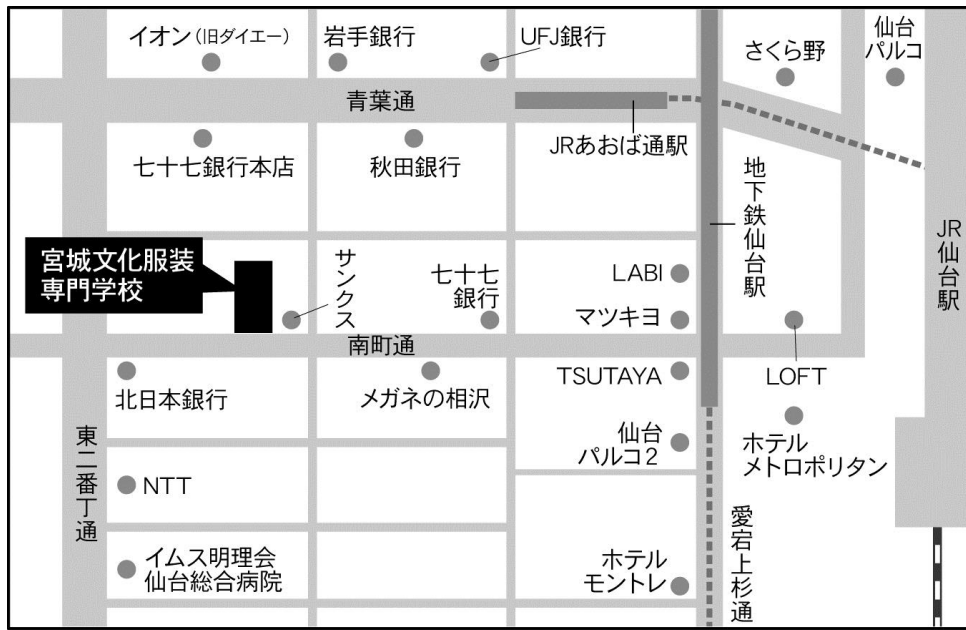 イオン(旧ダイエー)
岩手銀行
UFJ銀行
さくら野
仙台
パルコ
青葉通
JRあおば通駅
七十七銀行本店
秋田銀行
地下鉄仙台駅
JR仙台駅
宮城文化服装
専門学校
サンクス
七十七
銀行
LABI
マツキヨ
南町通
北日本銀行
メガネの相沢
TSUTAYA
LOFT
仙台
パルコ2
ホテル
メトロポリタン
東二番丁通
NTT
イムス明理会
仙台総合病院
ホテル
モントレ
愛宕上杉通